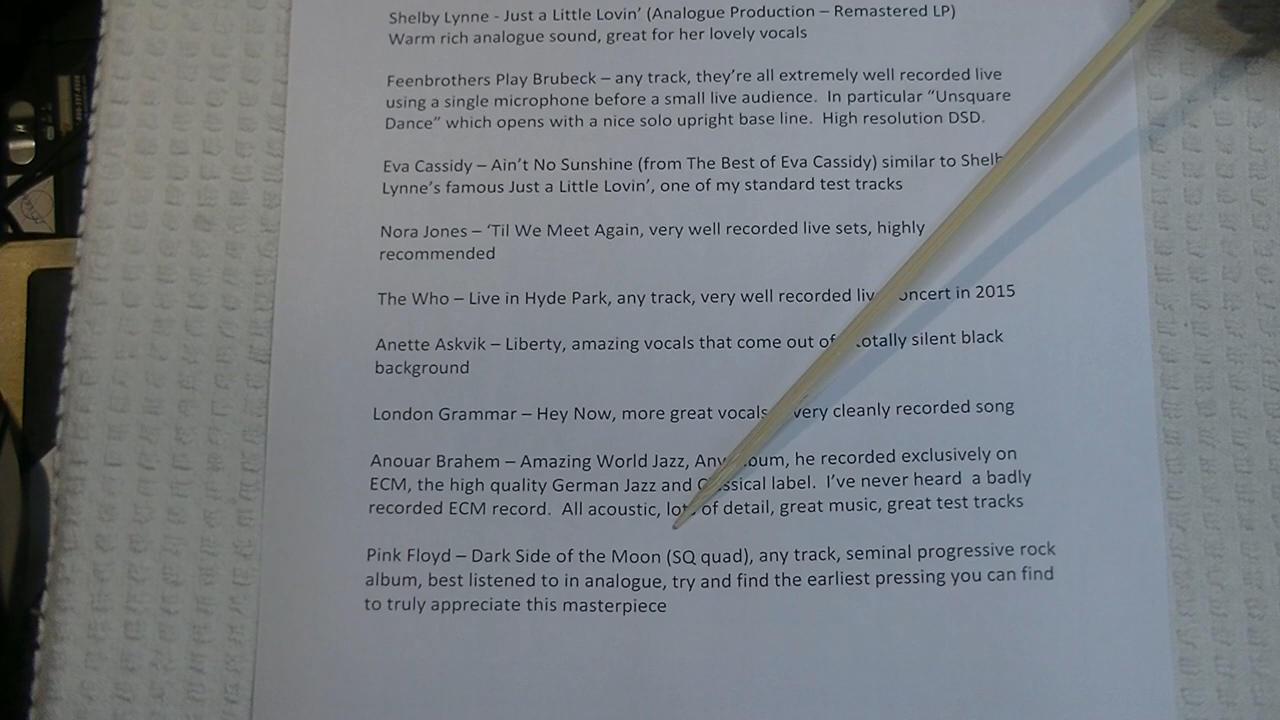 Shelby Lynne - Just a Little Lovin' (Analogue Production – Remastered LP)
Warm rich analogue sound, great for her lovely vocals
Feenbrothers Play Brubeck – any track, they're all extremely well recorded live
using a single microphone before a small live audience.  In particular “Unsquare
Dance” which opens with a nice solo upright base line.  High resolution DSD.
Eva Cassidy – Ain't No Sunshine (from The Best of Eva Cassidy) similar to
Lynne's famous Just a Little Lovin', one of my standard test tracks
Nora Jones – 'Til We Meet Again, very well recorded live sets, highly
recommended
The Who – Live in Hyde Park, any track, very well recorded in 2015
Anette Askvik – Liberty, amazing vocals that come out of silent black
background
London Grammar – Hey Now, more great vocals very cleanly recorded song
Anouar Brahem – Amazing World Jazz, he recorded exclusively on
ECM, the high quality German Jazz and label.  I've never heard  a badly
recorded ECM record.  All acoustic, of detail, great music, great test tracks
Pink Floyd – Dark Side of the Moon (SQ quad), any track, seminal progressive rock
album, best listened to in analogue, try and find the earliest pressing you can find
to truly appreciate this masterpiece